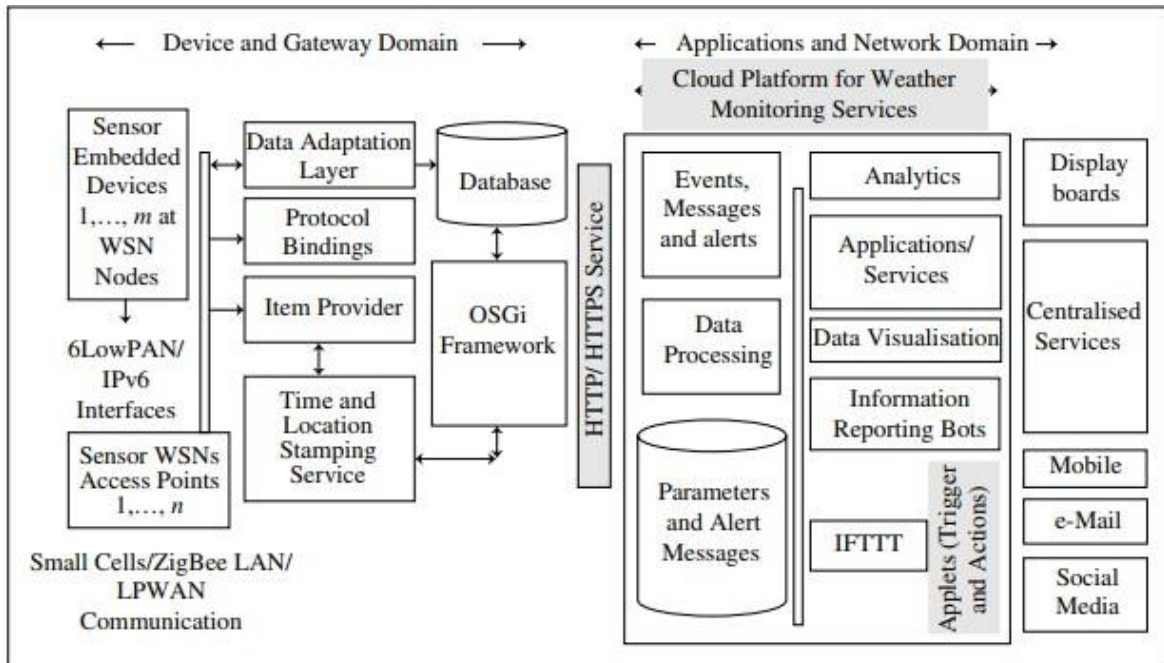 Device and Gateway Domain
Applications and Network Domain
Cloud Platform for Weather
Monitoring Services
Sensor
Embedded
Devices
1,…, m at
WSN
Nodes
6LowPAN/
IPv6
Interfaces
Sensor WSNs
Access Points
1,…, n
Small Cells/ZigBee LAN/
LPWAN
Communication
Data Adaptation
Layer
Protocol
Bindings
Item Provider
Time and
Location
Stamping
Service
Database
OSGi
Framework
HTTP/ HTTPS Service
Events,
Messages
and alerts
Data
Processing
Parameters
and Alert
Messages
Analytics
Applications/
Services
Data Visualisation
Information
Reporting Bots
IFTTT
Applets (Trigger
and Actions)
Display
boards
Centralised
Services
Mobile
e-Mail
Social
Media